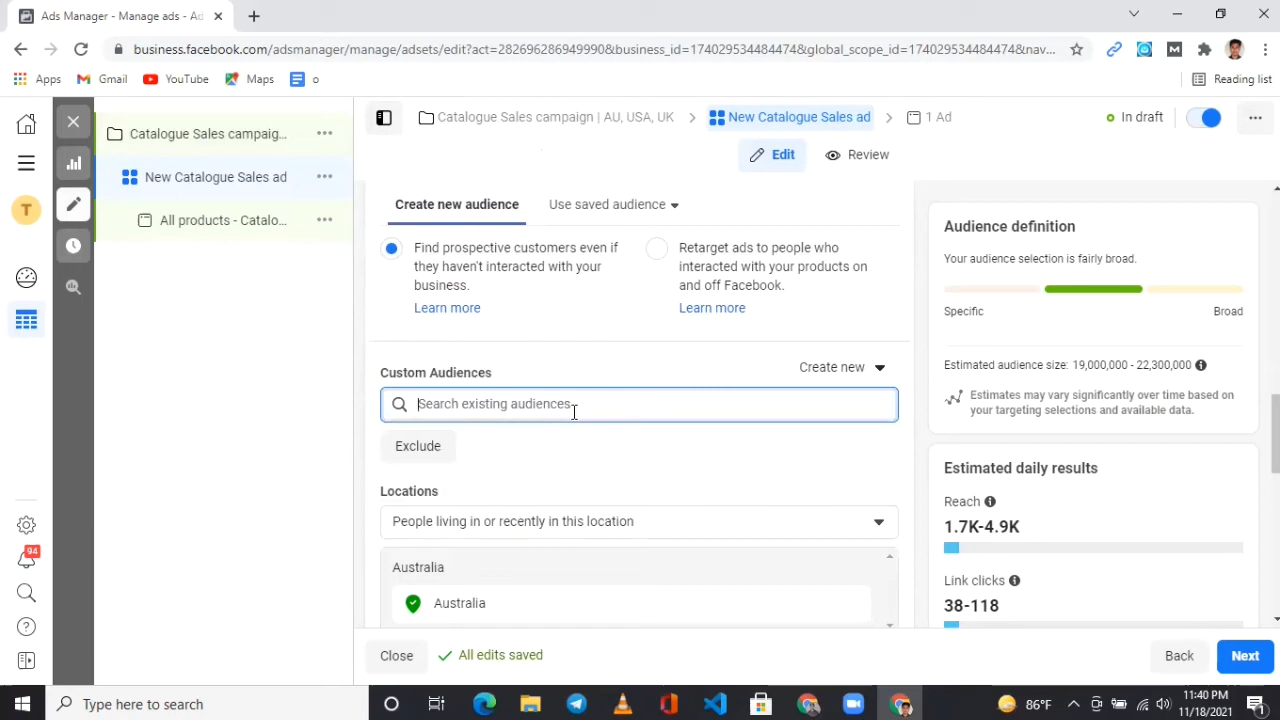 Ads Manager - Manage ads - Ad
business.facebook.com/adsmanager/manage/adsets/edit?act=282696286949990&business_id=1740295344844748&global_scope_id=1740295344844748&nav...
Apps
Gmail
YouTube
Maps
o
Reading list
T
94
Catalogue Sales campaig...
New Catalogue Sales ad
All products - Catalo...
Catalogue Sales campaign | AU, USA, UK
New Catalogue Sales ad
1 Ad
In draft
Edit
Review
Create new audience
Use saved audience
Find prospective customers even if
they haven't interacted with your
business.
Learn more
Retarget ads to people who
interacted with your products on
and off Facebook.
Learn more
Custom Audiences
Create new
Search existing audiences
Exclude
Locations
People living in or recently in this location
Australia
Australia
Audience definition
Your audience selection is fairly broad.
Specific
Broad
Estimated audience size: 19,000,000 - 22,300,000
Estimates may vary significantly over time based on
your targeting selections and available data.
Estimated daily results
Reach
1.7K-4.9K
Link clicks
38-118
Close
All edits saved
Back
Next
Type here to search
86°F
11:40 PM
11/18/2021
1